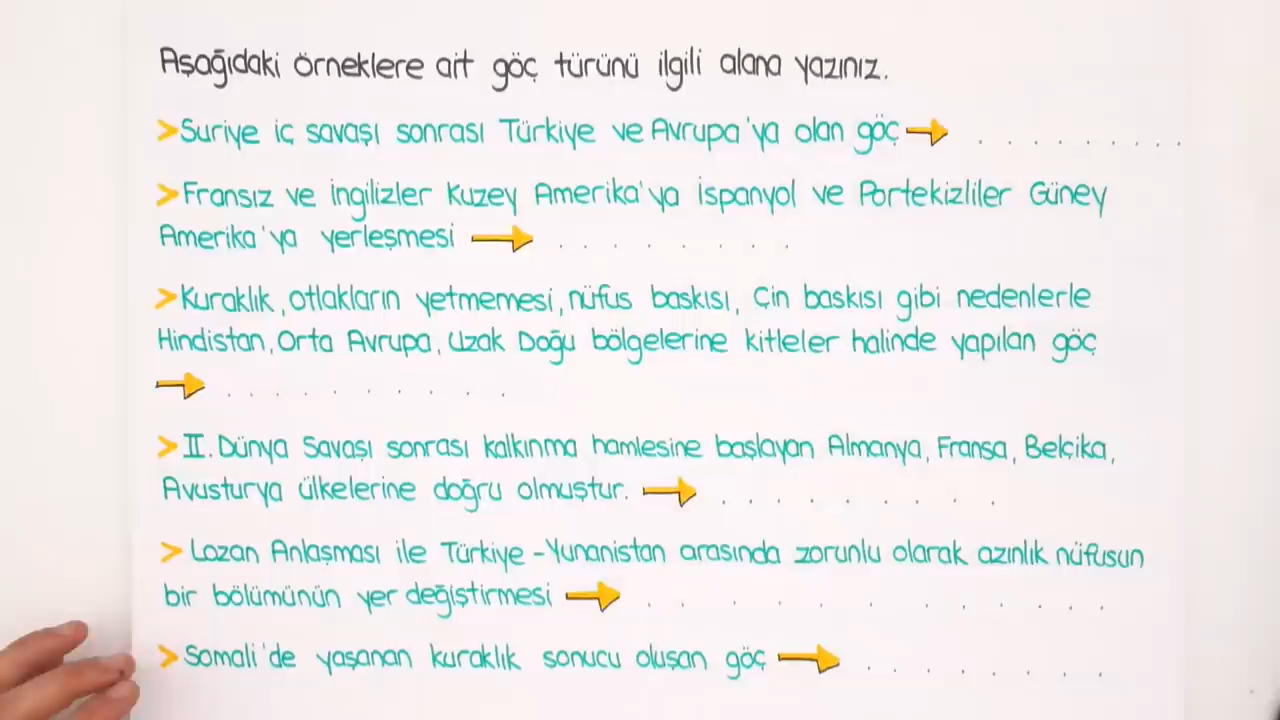 Aşağıdaki örneklere ait göç türünü ilgili alana yazınız.
>Suriye iç savaşı sonrası Türkiye ve Avrupa'ya olan göç→ . . . . . . . . .
>Fransız ve İngilizler Kuzey Amerika'ya İspanyol ve Portekizliler Güney
Amerika'ya yerleşmesi → . . . . . . . .
>Kuraklık, otlakların yetmemesi, nüfus baskısı, Çin baskısı gibi nedenlerle
Hindistan, Orta Avrupa, Uzak Doğu bölgelerine kitleler halinde yapılan göç
→ . . . . . . . . . .
>II. Dünya Savaşı sonrası kalkınma hamlesine başlayan Almanya, Fransa, Belçika,
Avusturya ülkelerine doğru olmuştur. → . . . . . . . . .
>Lozan Anlaşması ile Türkiye-Yunanistan arasında zorunlu olarak azınlık nüfusun
bir bölümünün yer değiştirmesi → . . . . . . . . . . . .
>Somali'de yaşanan kuraklık sonucu oluşan göç → . . . . . . . .